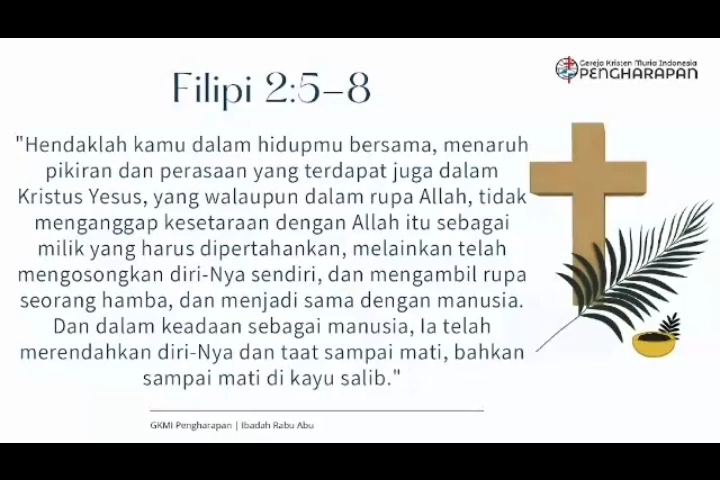 Gereja Kristen Muria Indonesia
PENGHARAPAN
Filipi 2:5–8
"Hendaklah kamu dalam hidupmu bersama, menaruh
pikiran dan perasaan yang terdapat juga dalam
Kristus Yesus, yang walaupun dalam rupa Allah, tidak
menganggap kesetaraan dengan Allah itu sebagai
milik yang harus dipertahankan, melainkan telah
mengosongkan diri-Nya sendiri, dan mengambil rupa
seorang hamba, dan menjadi sama dengan manusia.
Dan dalam keadaan sebagai manusia, Ia telah
merendahkan diri-Nya dan taat sampai mati, bahkan
sampai mati di kayu salib."
GKMI Pengharapan | Ibadah Rabu Abu